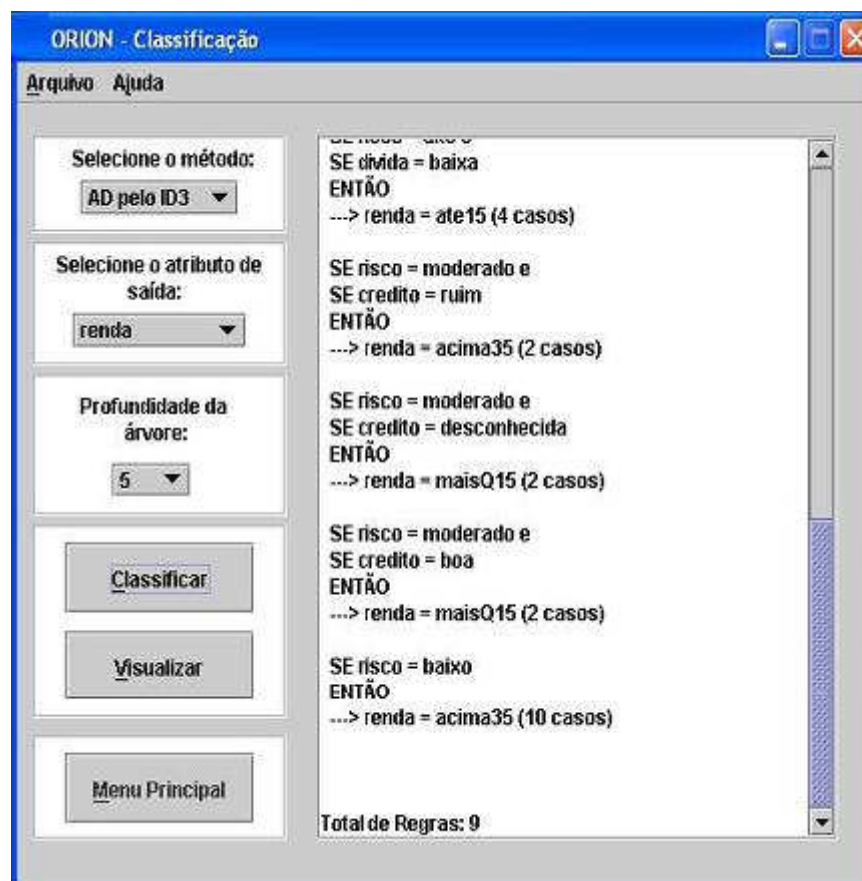 ORION - Classificação
Arquivo Ajuda
Selecione o método:
AD pelo ID3
Selecione o atributo de
saída:
renda
Profundidade da
árvore:
5
Classificar
Visualizar
Menu Principal
SE divida = baixa
ENTÃO
---> renda = ate15 (4 casos)
SE risco = moderado e
SE credito = ruim
ENTÃO
---> renda = acima35 (2 casos)
SE risco = moderado e
SE credito = desconhecida
ENTÃO
---> renda = maisQ15 (2 casos)
SE risco = moderado e
SE credito = boa
ENTÃO
---> renda = maisQ15 (2 casos)
SE risco = baixo
ENTÃO
---> renda = acima35 (10 casos)
Total de Regras: 9